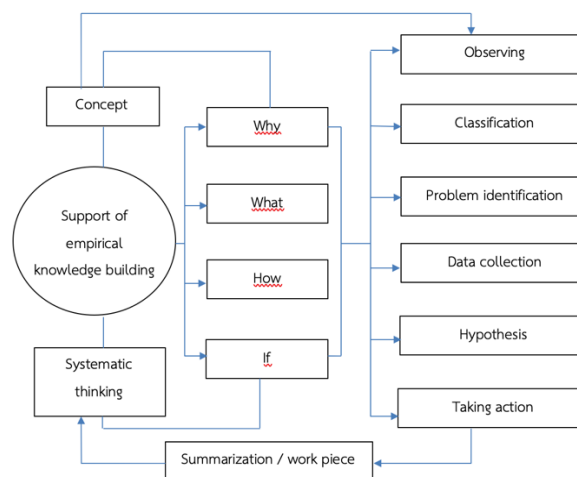 Observing
Concept
Why
Classification
Support of
empirical
knowledge building
What
Problem identification
How
Data collection
Systematic
thinking
If
Hypothesis
Taking action
Summarization / work piece